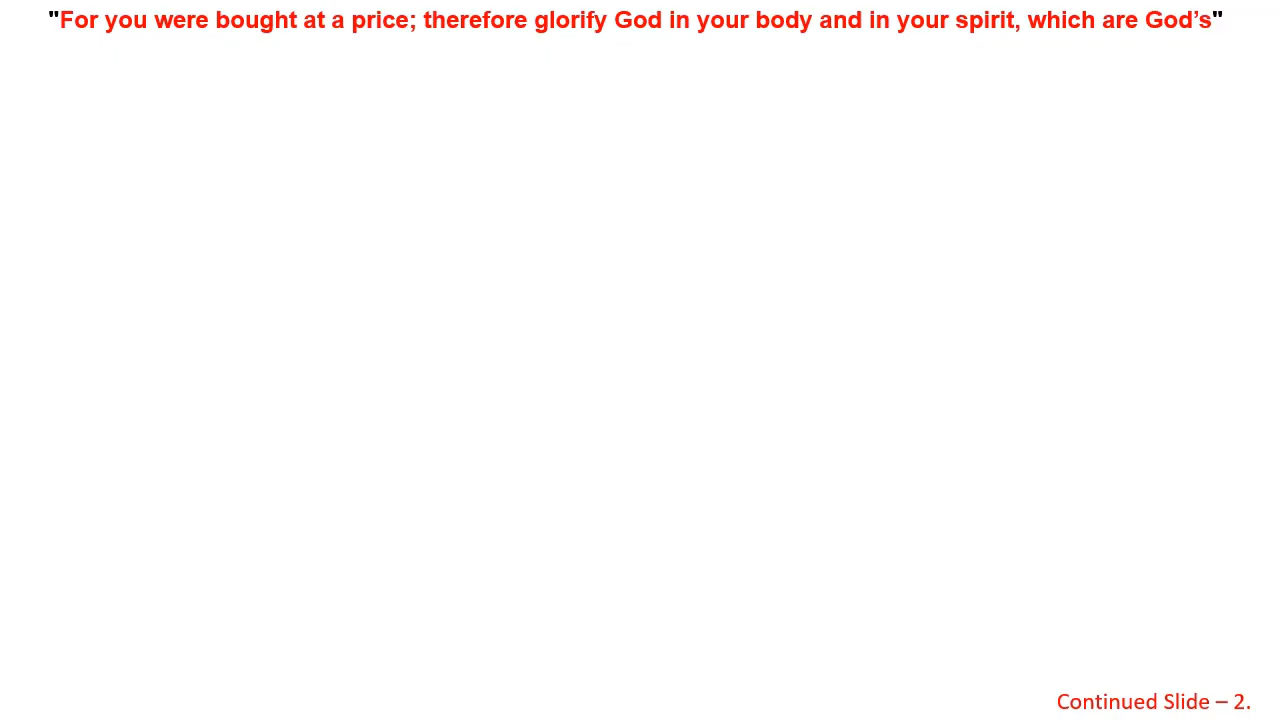 "For you were bought at a price; therefore glorify God in your body and in your spirit, which are God’s"
Continued Slide – 2.